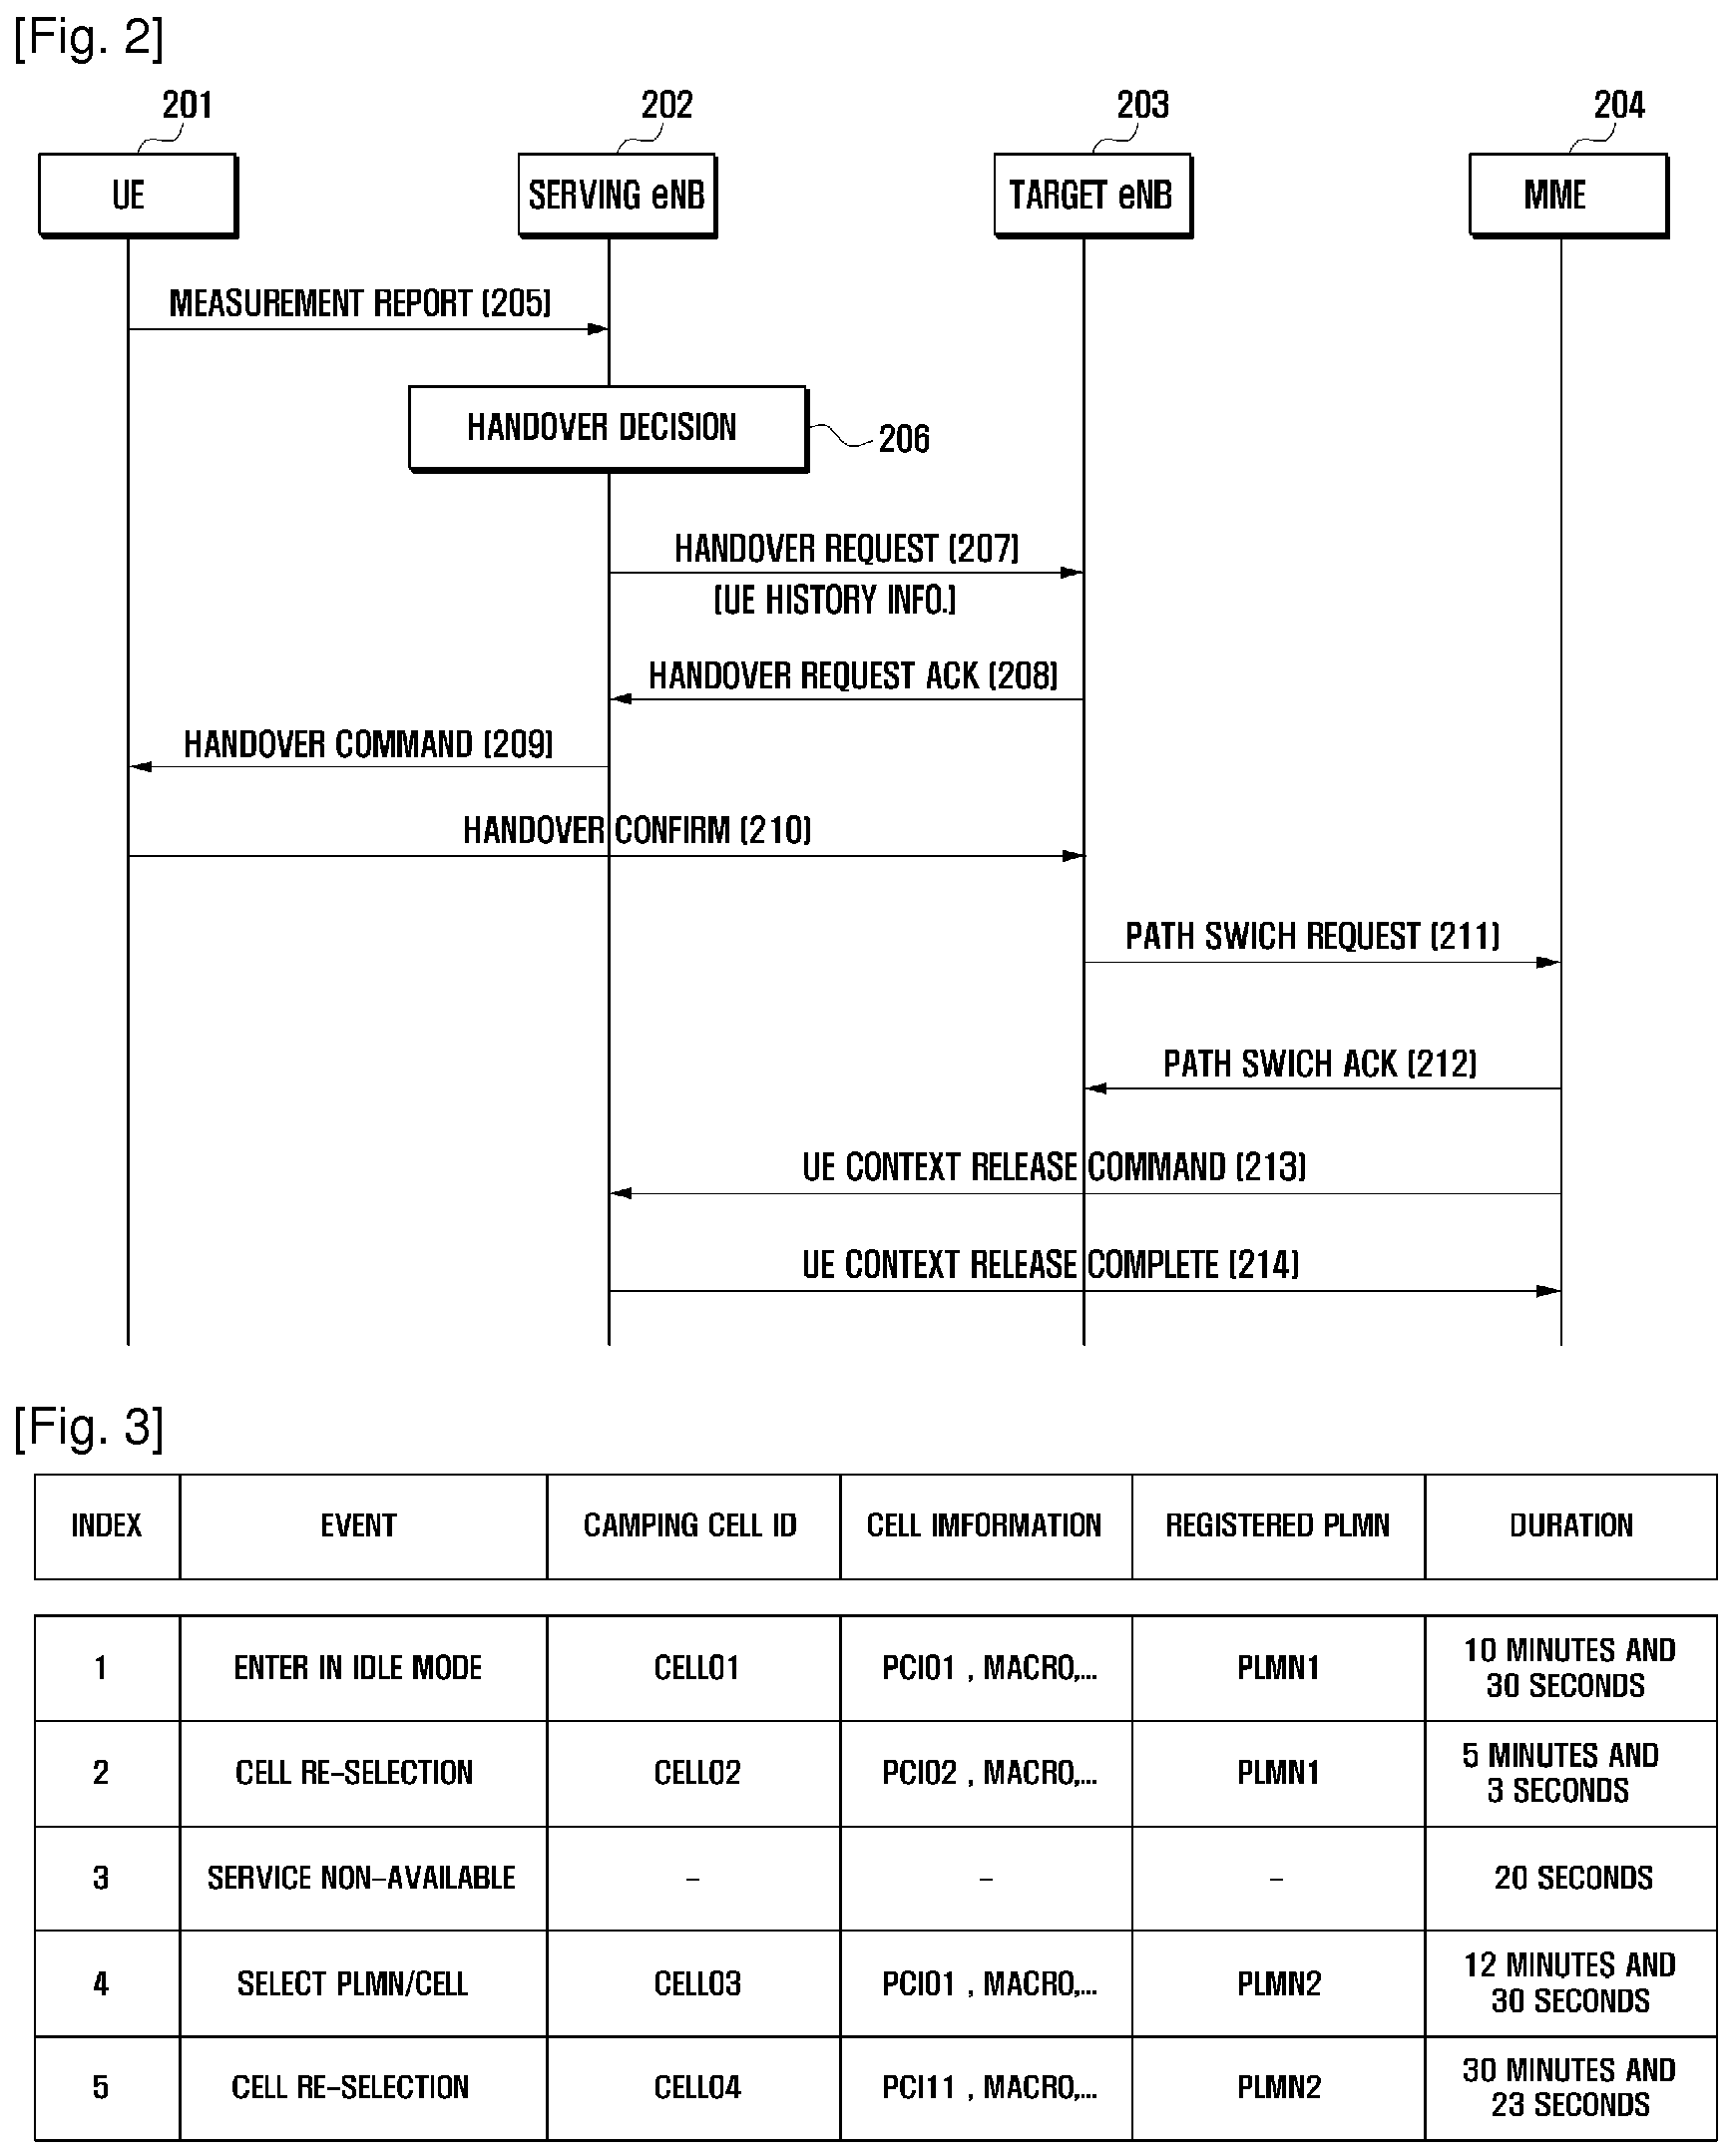 [Fig. 2]
201 202 203 204
UE SERVING eNB TARGET eNB MME
MEASUREMENT REPORT (205)
HANDOVER DECISION 206
HANDOVER REQUEST (207)
(UE HISTORY INFO.)
HANDOVER REQUEST ACK (208)
HANDOVER COMMAND (209)
HANDOVER CONFIRM (210)
PATH SWICH REQUEST (211)
PATH SWICH ACK (212)
UE CONTEXT RELEASE COMMAND (213)
UE CONTEXT RELEASE COMPLETE (214)
[Fig. 3]
INDEX EVENT CAMPING CELL ID CELL IMFORMATION REGISTERED PLMN DURATION
1 ENTER IN IDLE MODE CELL01 PCI01 , MACRO,... PLMN1 10 MINUTES AND
30 SECONDS
2 CELL RE-SELECTION CELL02 PCI02 , MACRO,... PLMN1 5 MINUTES AND
3 SECONDS
3 SERVICE NON-AVAILABLE - - - 20 SECONDS
4 SELECT PLMN/CELL CELL03 PCI01 , MACRO,... PLMN2 12 MINUTES AND
30 SECONDS
5 CELL RE-SELECTION CELL04 PCI11 , MACRO,... PLMN2 30 MINUTES AND
23 SECONDS